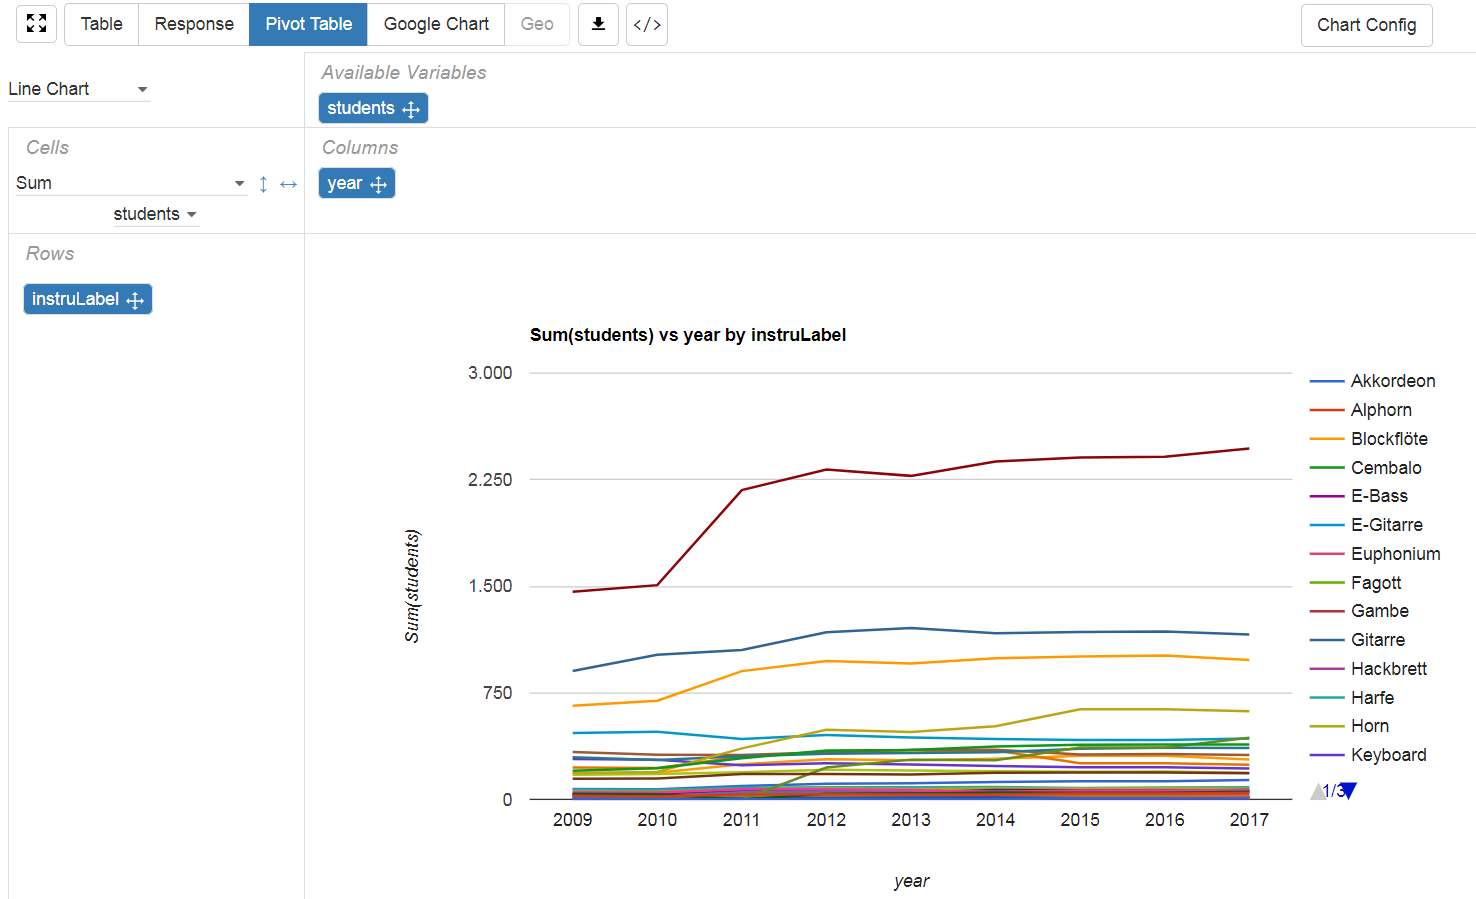 Table Response Pivot Table Google Chart Geo </> Chart Config
Line Chart
Available Variables
students
Cells
Sum
students
Columns
year
Rows
instruLabel
Sum(students) vs year by instruLabel
3.000
2.250
1.500
750
0
Sum(students)
2009 2010 2011 2012 2013 2014 2015 2016 2017
year
Akkordeon
Alphorn
Blockflöte
Cembalo
E-Bass
E-Gitarre
Euphonium
Fagott
Gambe
Gitarre
Hackbrett
Harfe
Horn
Keyboard
1/3